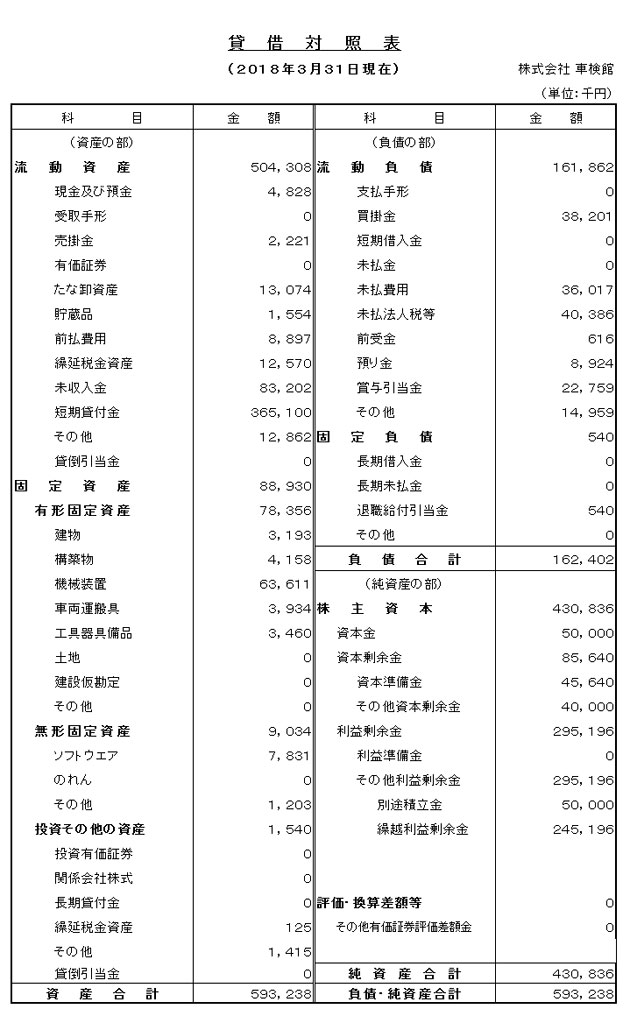 貸借対照表
（２０１８年３月３１日現在）
株式会社 車検館
（単位：千円）
科目 金額 科目 金額
（資産の部） （負債の部）
流動資産 504,308 流動負債 161,862
現金及び預金 4,828 支払手形 0
受取手形 0 買掛金 38,201
売掛金 2,221 短期借入金 0
有価証券 0 未払金 0
たな卸資産 13,074 未払費用 36,017
貯蔵品 1,554 未払法人税等 40,386
前払費用 8,897 前受金 616
繰延税金資産 12,570 預り金 8,924
未収入金 83,202 賞与引当金 22,759
短期貸付金 365,100 その他 14,959
その他 12,862 固定負債 540
貸倒引当金 0 長期借入金 0
固定資産 88,930 長期未払金 0
有形固定資産 78,356 退職給付引当金 540
建物 3,193 その他 0
構築物 4,158 負債合計 162,402
機械装置 63,611 （純資産の部）
車両運搬具 3,934 株主資本 430,836
工具器具備品 3,460 資本金 50,000
土地 0 資本剰余金 85,640
建設仮勘定 0 資本準備金 45,640
その他 0 その他資本剰余金 40,000
無形固定資産 9,034 利益剰余金 295,196
ソフトウエア 7,831 利益準備金 0
のれん 0 その他利益剰余金 295,196
その他 1,203 別途積立金 50,000
投資その他の資産 1,540 繰越利益剰余金 245,196
投資有価証券 0
関係会社株式 0
長期貸付金 0 評価・換算差額等 0
繰延税金資産 125 その他有価証券評価差額金 0
その他 1,415
貸倒引当金 0 純資産合計 430,836
資産合計 593,238 負債・純資産合計 593,238